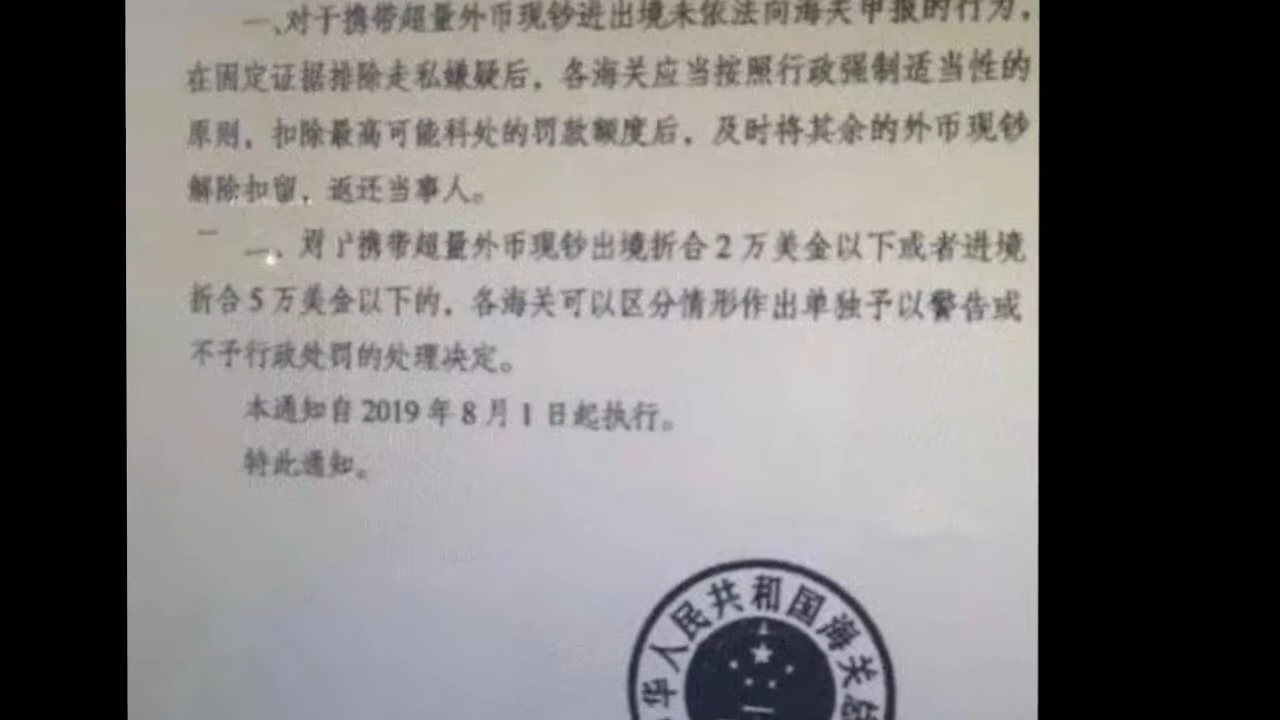 一、对于携带超量外币现钞进出境未依法向海关申报的行为，
在固定证据排除走私嫌疑后，各海关应当按照行政强制适当性的
原则，扣除最高可能科处的罚款额度后，及时将其余的外币现钞
解除扣留，返还当事人。
二、对于携带超量外币现钞出境折合2万美金以下或者进境
折合5万美金以下的，各海关可以区分情形作出单独予以警告或
不予行政处罚的处理决定。
本通知自2019年8月1日起执行。
特此通知。
华人民共和国海关总